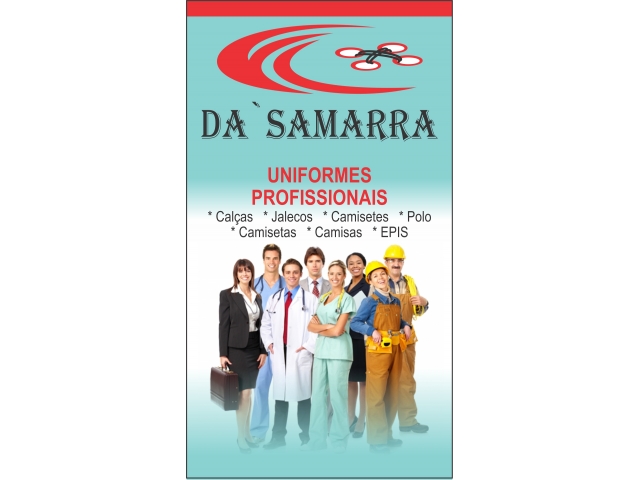 DA`SAMARRA
UNIFORMES
PROFISSIONAIS
* Calças * Jalecos * Camisetes * Polo
* Camisetas * Camisas * EPIS